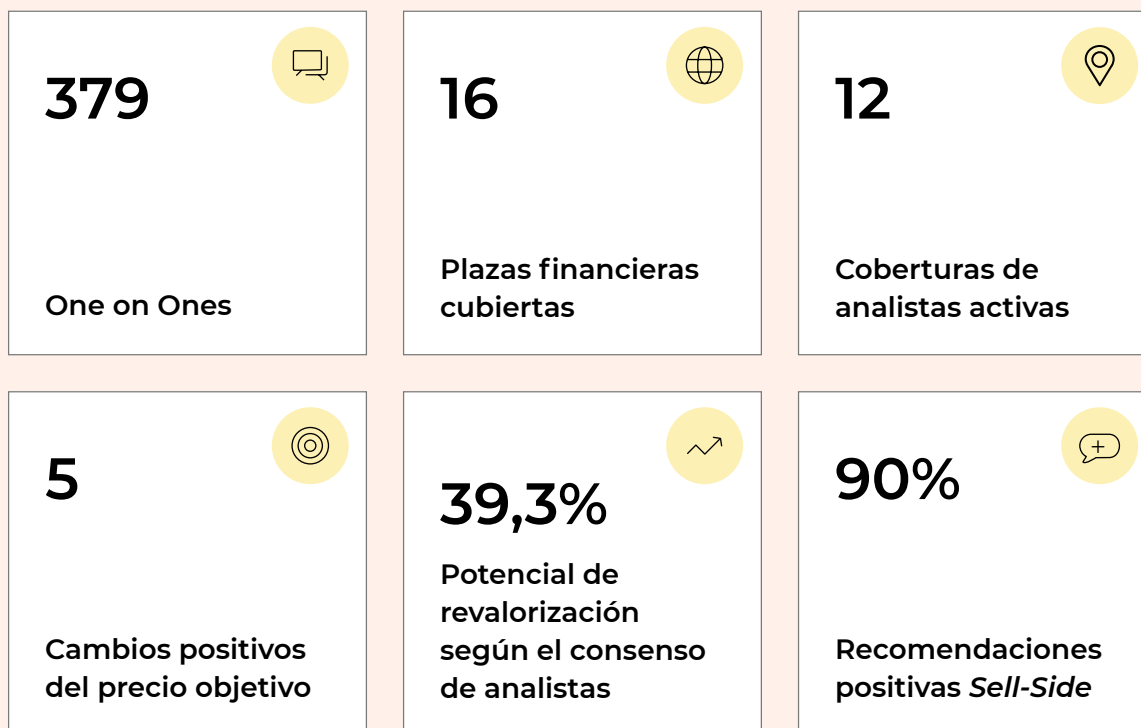 379
One on Ones
16
Plazas financieras
cubiertas
12
Coberturas de
analistas activas
5
Cambios positivos
del precio objetivo
39,3%
Potencial de
revalorización
según el consenso
de analistas
90%
Recomendaciones
positivas Sell-Side